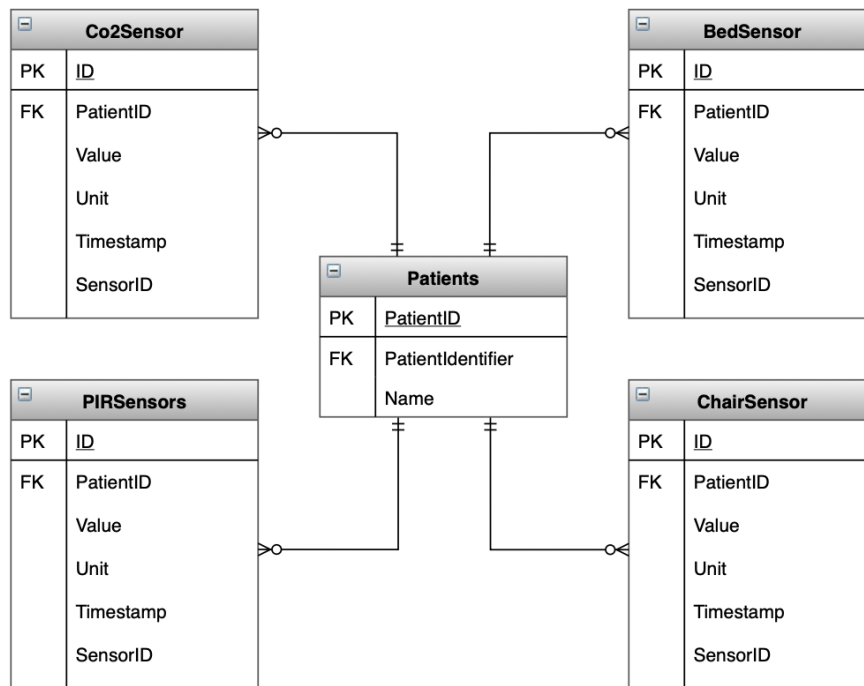 Co2Sensor
PK ID
FK PatientID
Value
Unit
Timestamp
SensorID
BedSensor
PK ID
FK PatientID
Value
Unit
Timestamp
SensorID
Patients
PK PatientID
FK PatientIdentifier
Name
PIRSensors
PK ID
FK PatientID
Value
Unit
Timestamp
SensorID
ChairSensor
PK ID
FK PatientID
Value
Unit
Timestamp
SensorID